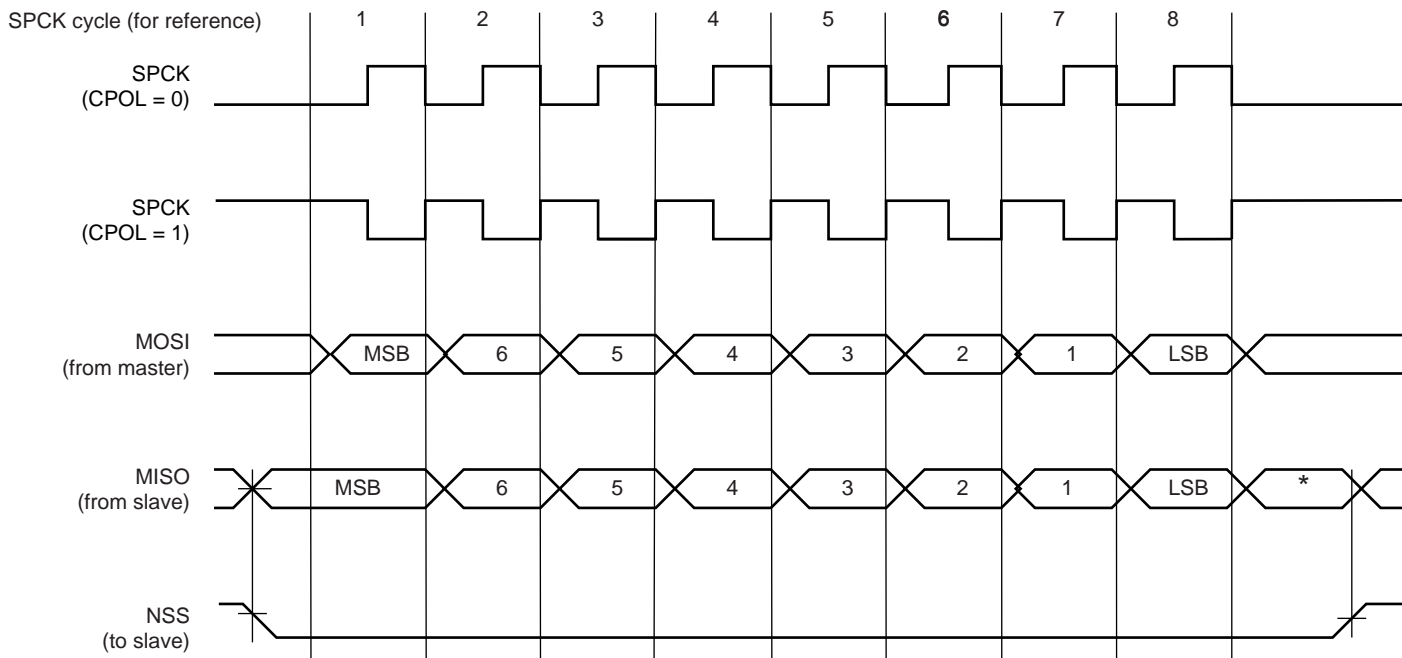 SPCK cycle (for reference) 1 2 3 4 5 6 7 8
SPCK
(CPOL = 0)
SPCK
(CPOL = 1)
MOSI
(from master)
MSB 6 5 4 3 2 1 LSB
MISO
(from slave)
MSB 6 5 4 3 2 1 LSB *
NSS
(to slave)